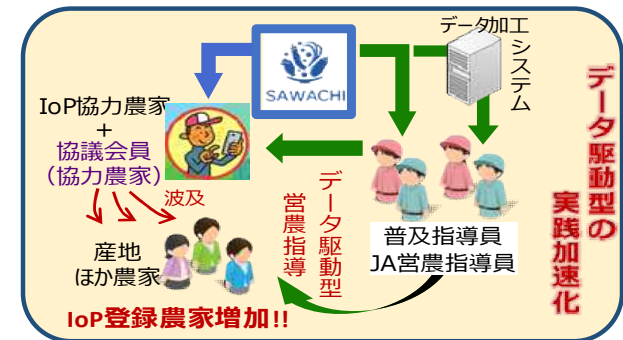 データ加工
システム
SAWACHI
IoP協力農家
+
協議会員
（協力農家）
波及
産地
ほか農家
IoP登録農家増加!!
データ駆動型
営農指導
普及指導員
JA営農指導員
データ駆動型の
実践加速化